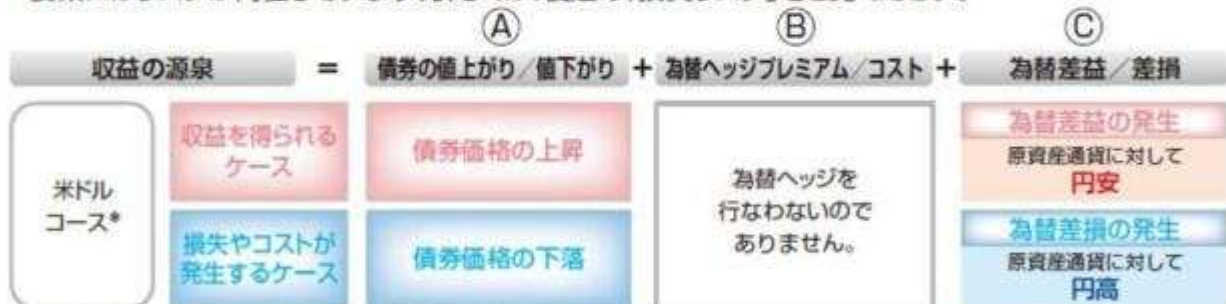 Ⓐ Ⓑ Ⓒ
収益の源泉 = 債券の値上がり/値下がり + 為替ヘッジプレミアム/コスト + 為替差益/差損
米ドル
コース*
収益を得られる
ケース
債券価格の上昇
損失やコストが
発生するケース
債券価格の下落
為替ヘッジを
行なわないので
ありません。
為替差益の発生
原資産通貨に対して
円安
為替差損の発生
原資産通貨に対して
円高